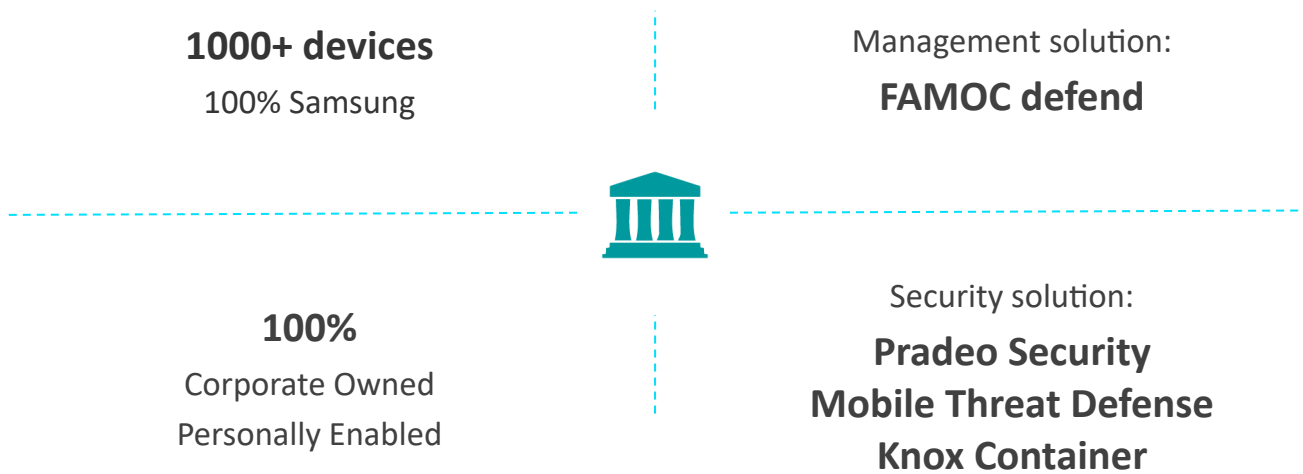 1000+ devices
100% Samsung
Management solution:
FAMOC defend
100%
Corporate Owned
Personally Enabled
Security solution:
Pradeo Security
Mobile Threat Defense
Knox Container